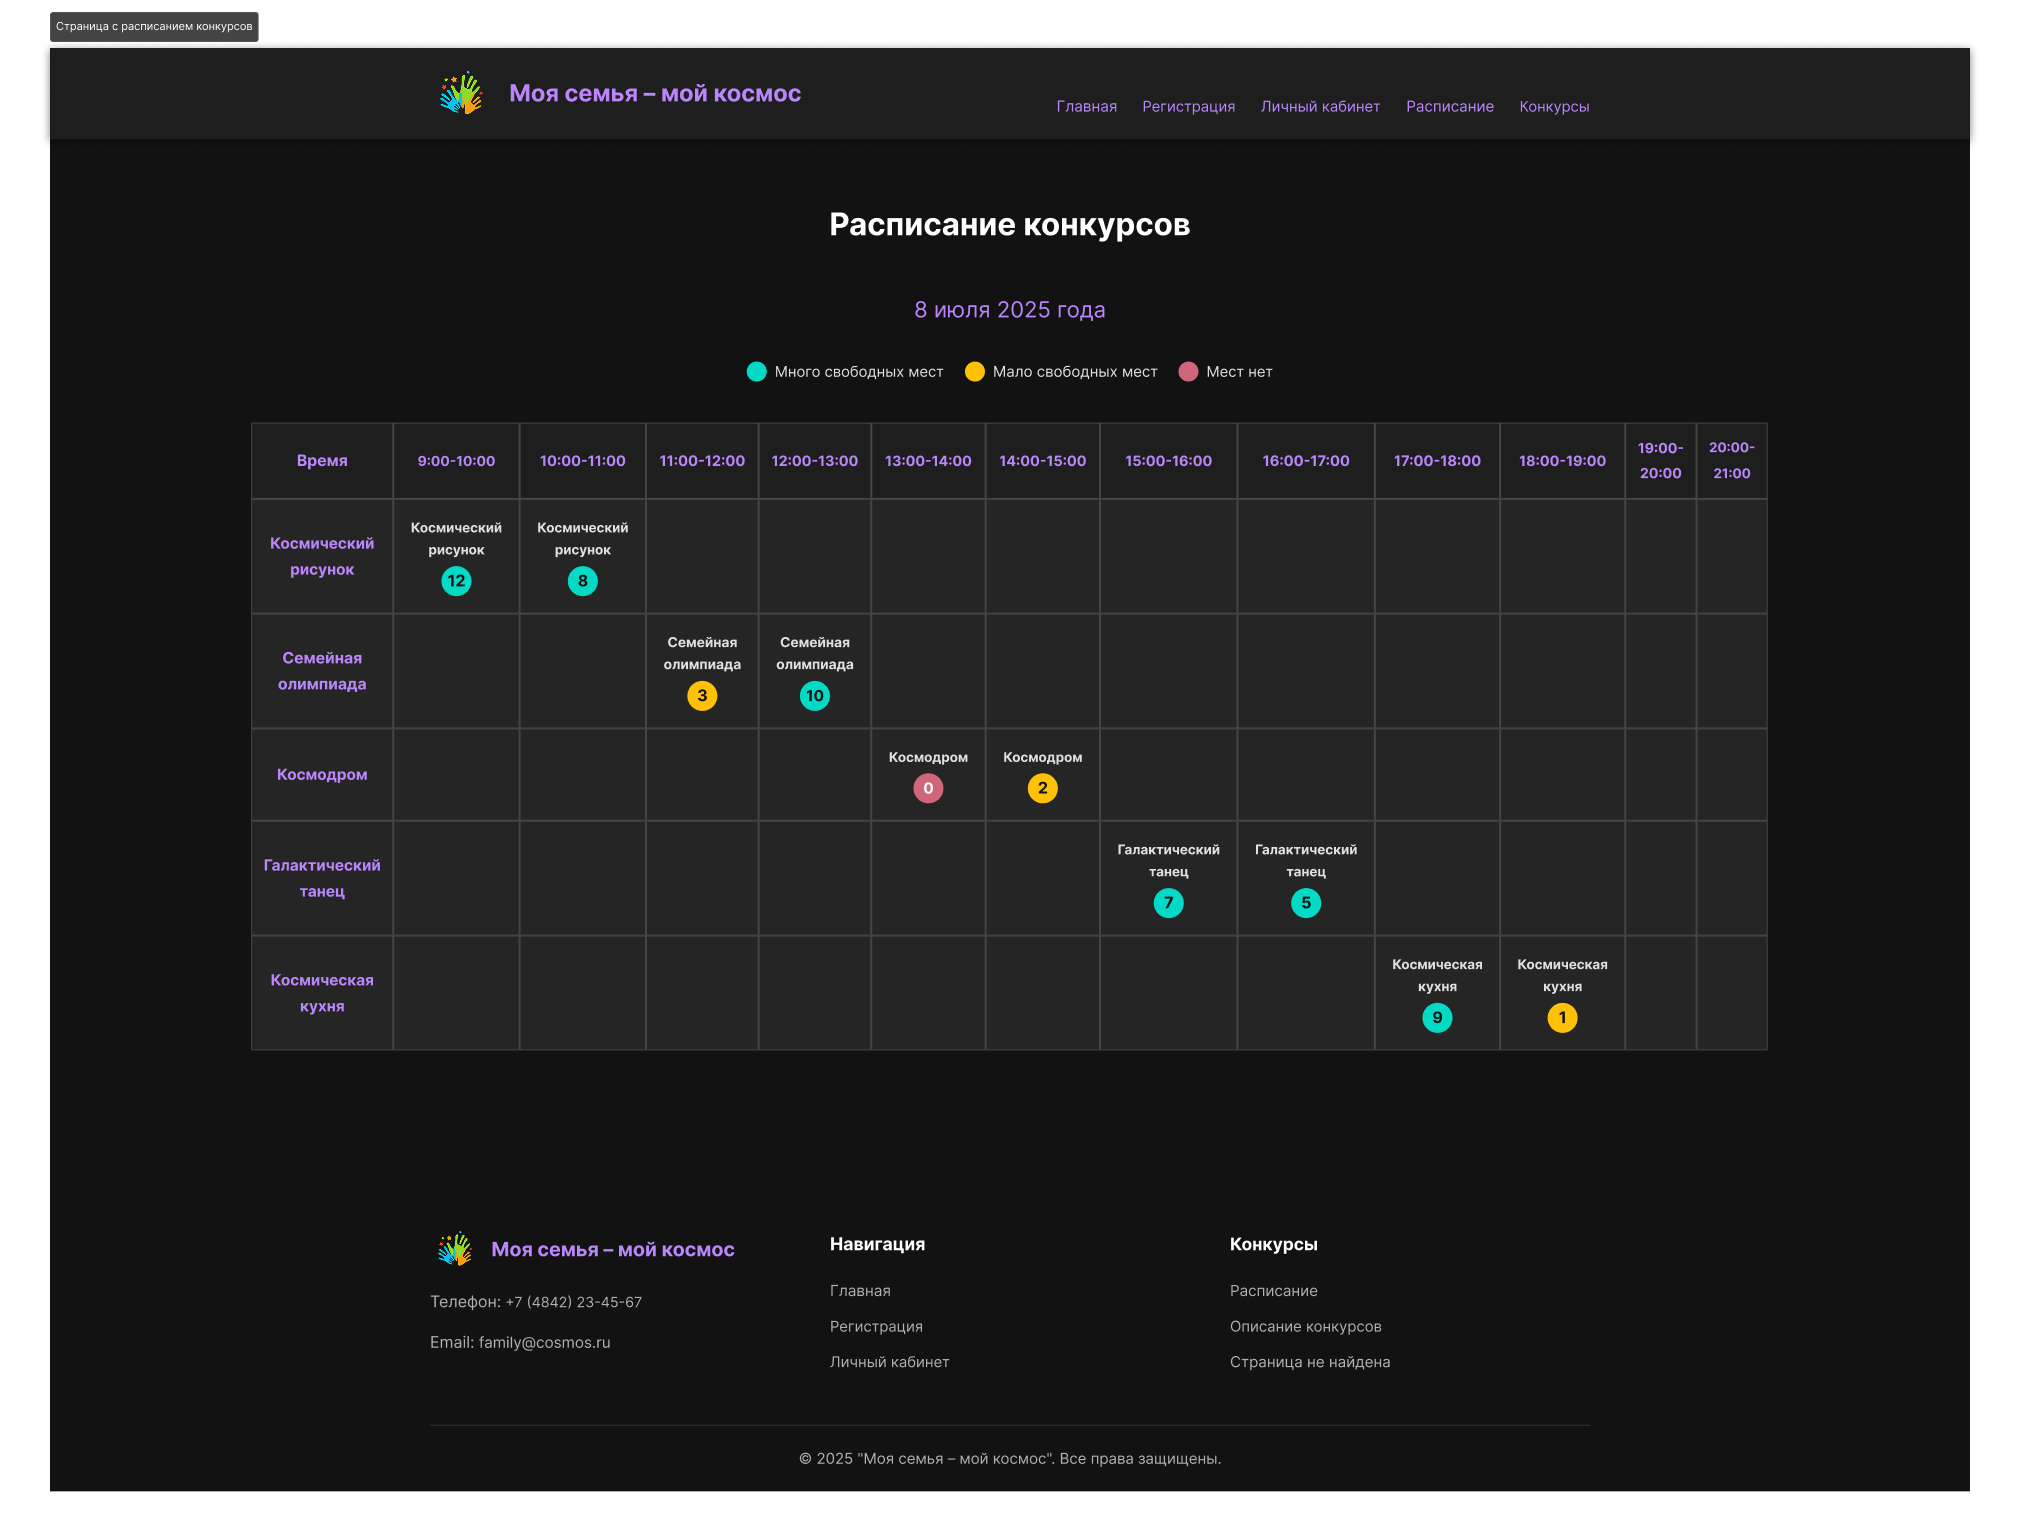 Страница с расписанием конкурсов
Моя семья – мой космос
Главная Регистрация Личный кабинет Расписание Конкурсы
Расписание конкурсов
8 июля 2025 года
Много свободных мест Мало свободных мест Мест нет
Время 9:00-10:00 10:00-11:00 11:00-12:00 12:00-13:00 13:00-14:00 14:00-15:00 15:00-16:00 16:00-17:00 17:00-18:00 18:00-19:00 19:00- 20:00-
20:00 21:00
Космический Космический Космический
рисунок рисунок рисунок
12 8
Семейная Семейная Семейная
олимпиада олимпиада олимпиада
3 10
Космодром Космодром Космодром
0 2
Галактический Галактический Галактический
танец танец танец
7 5
Космическая Космическая Космическая
кухня кухня кухня
9 1
Моя семья – мой космос
Телефон: +7 (4842) 23-45-67
Email: family@cosmos.ru
Навигация
Главная
Регистрация
Личный кабинет
Конкурсы
Расписание
Описание конкурсов
Страница не найдена
© 2025 "Моя семья – мой космос". Все права защищены.